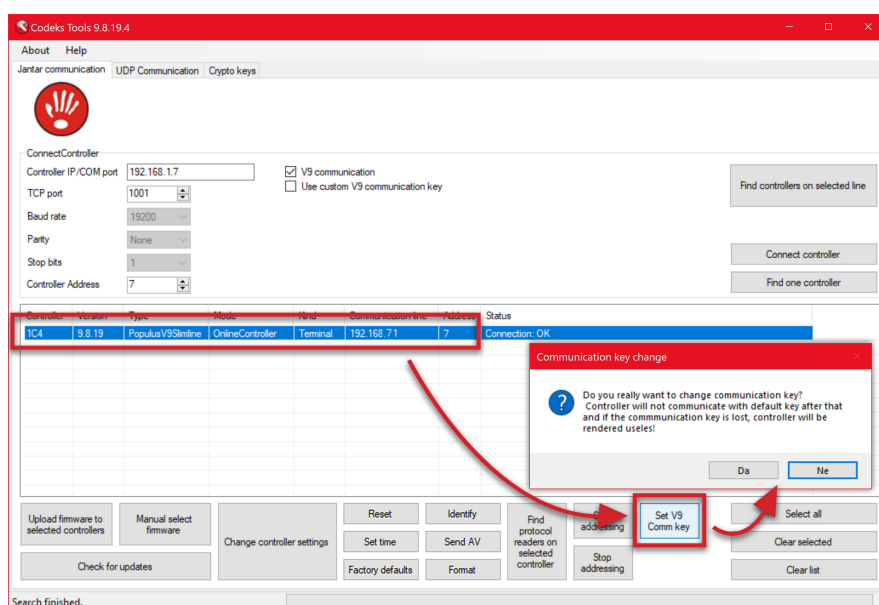 Codeks Tools 9.8.19.4
About Help
Jantar communication UDP Communication Crypto keys
ConnectController
Controller IP/COM port 192.168.1.7
V9 communication
TCP port 1001
Use custom V9 communication key
Find controllers on selected line
Baud rate 19200
Parity None
Stop bits 1
Connect controller
Controller Address 7
Find one controller
Controller Version Type Mode Kind Communication line Address Status
1C4 9.8.19 PopulusV9Slimline OnlineController Terminal 192.168.71 7 Connection: OK
Communication key change
Do you really want to change communication key?
Controller will not communicate with default key after that
and if the commmunication key is lost, controller will be
rendered useles!
Da Ne
Upload firmware to
selected controllers
Manual select
firmware
Check for updates
Change controller settings
Reset
Set time
Factory defaults
Identify
Send AV
Format
Find
protocol
readers on
selected
controller
addressing
Stop
addressing
Set V9
Comm key
Select all
Clear selected
Clear list
Search finished.